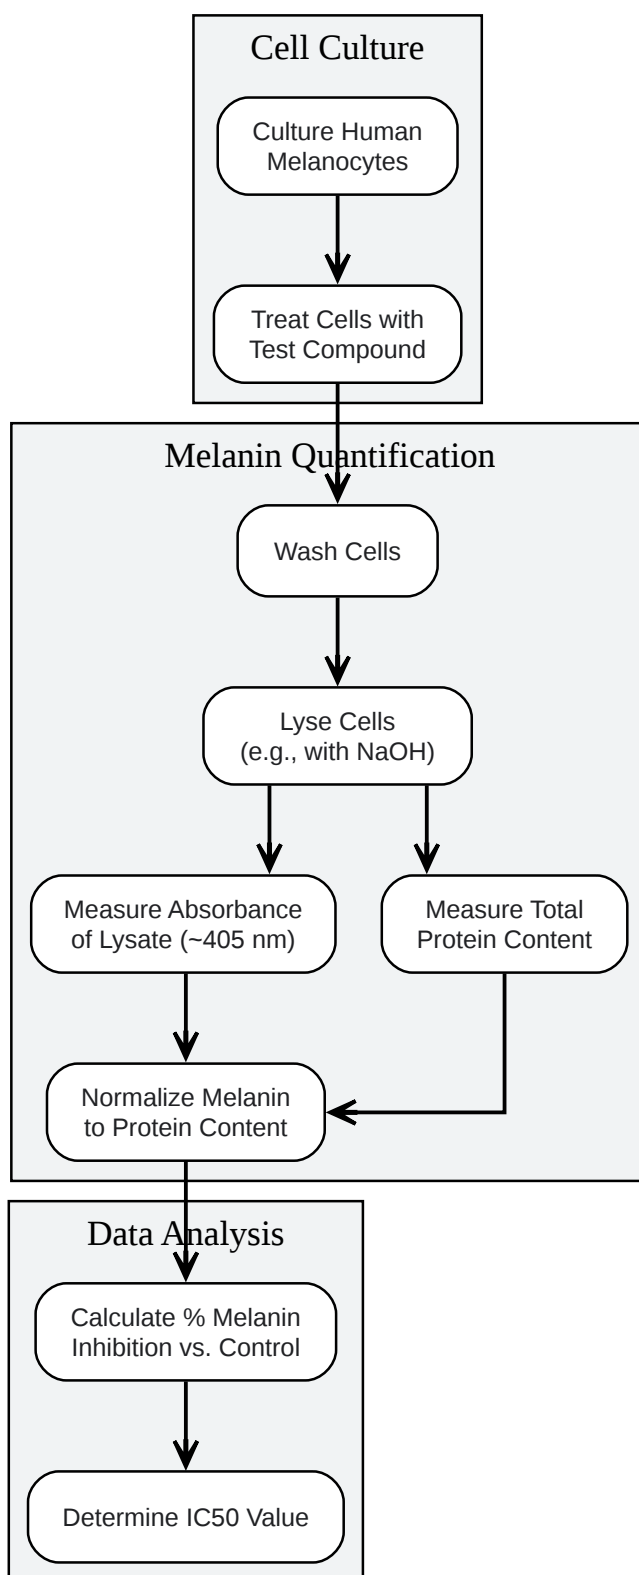 Cell Culture
Culture Human
Melanocytes
Treat Cells with
Test Compound
Melanin Quantification
Wash Cells
Lyse Cells
(e.g., with NaOH)
Measure Absorbance
of Lysate (~405 nm)
Measure Total
Protein Content
Normalize Melanin
to Protein Content
Data Analysis
Calculate % Melanin
Inhibition vs. Control
Determine IC50 Value